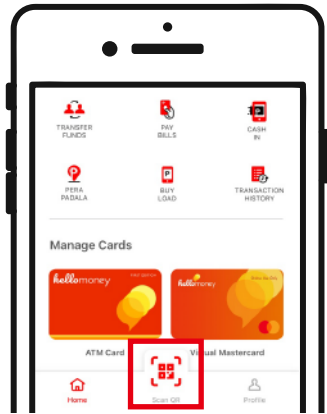 TRANSFER FUNDS
PAY BILLS
CASH IN
PERA PADALA
BUY LOAD
TRANSACTION HISTORY
Manage Cards
hellomoney
hellomoney
ATM Card
Virtual Mastercard
Home
Scan QR
Profile